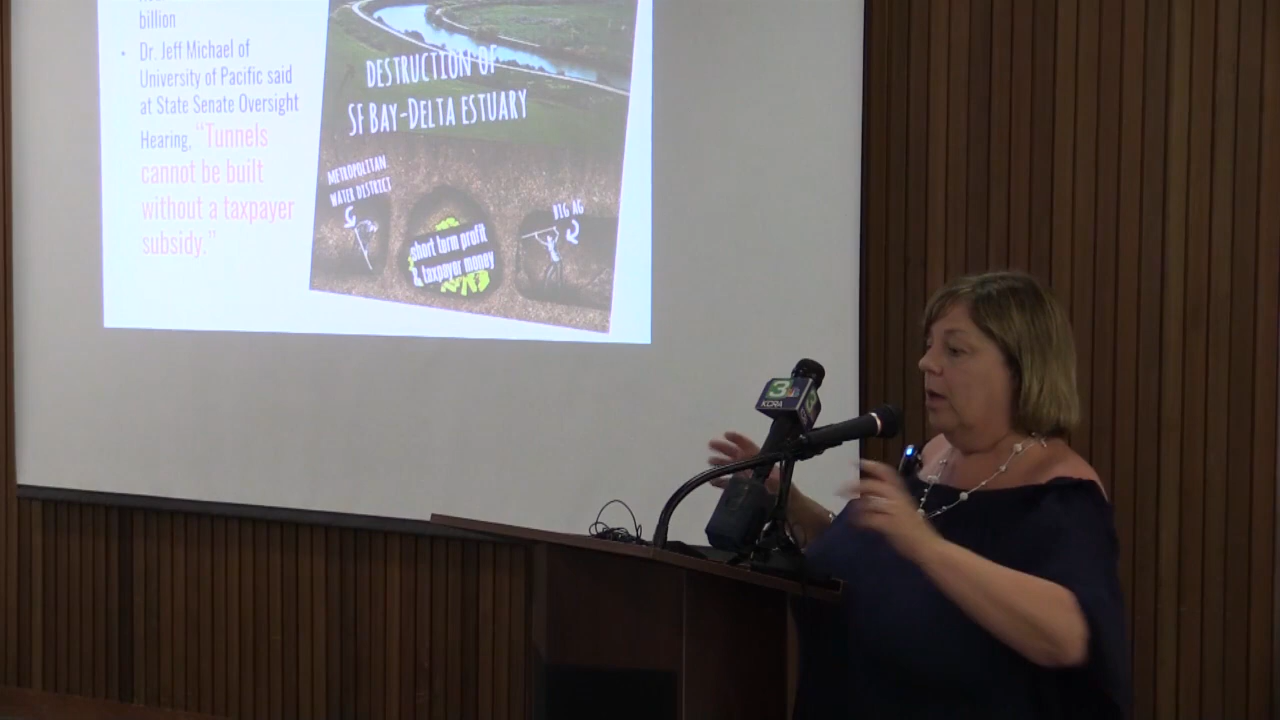 billion
• Dr. Jeff Michael of
University of Pacific said
at State Senate Oversight
Hearing, “Tunnels
cannot be built
without a taxpayer
subsidy.”
DESTRUCTION OF
SF BAY-DELTA ESTUARY
METROPOLITAN
WATER DISTRICT
BIG AG
short term profit
& taxpayer money
3
KCRA